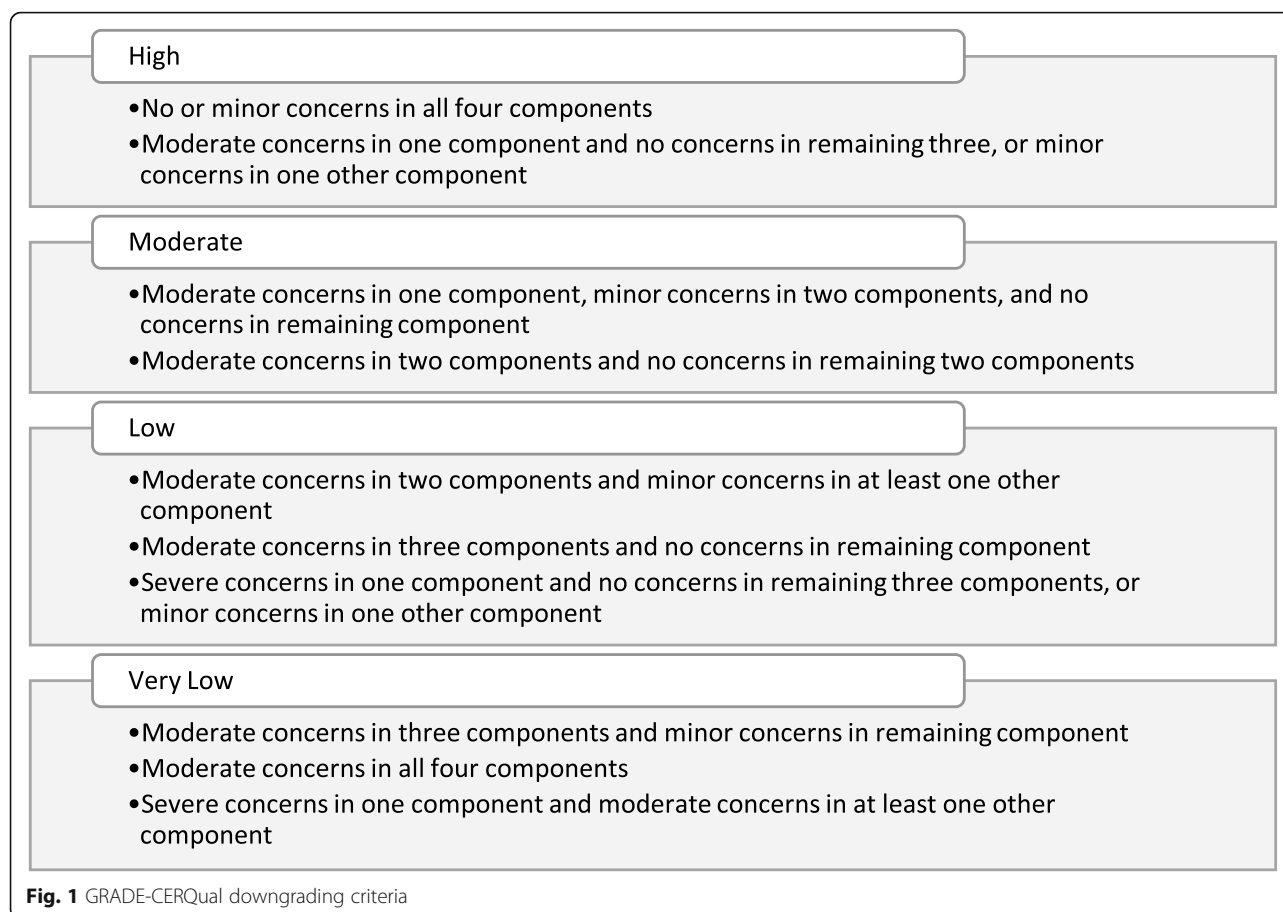 High
•No or minor concerns in all four components
•Moderate concerns in one component and no concerns in remaining three, or minor
concerns in one other component
Moderate
•Moderate concerns in one component, minor concerns in two components, and no
concerns in remaining component
•Moderate concerns in two components and no concerns in remaining two components
Low
•Moderate concerns in two components and minor concerns in at least one other
component
•Moderate concerns in three components and no concerns in remaining component
•Severe concerns in one component and no concerns in remaining three components, or
minor concerns in one other component
Very Low
•Moderate concerns in three components and minor concerns in remaining component
•Moderate concerns in all four components
•Severe concerns in one component and moderate concerns in at least one other
component
Fig. 1 GRADE-CERQual downgrading criteria